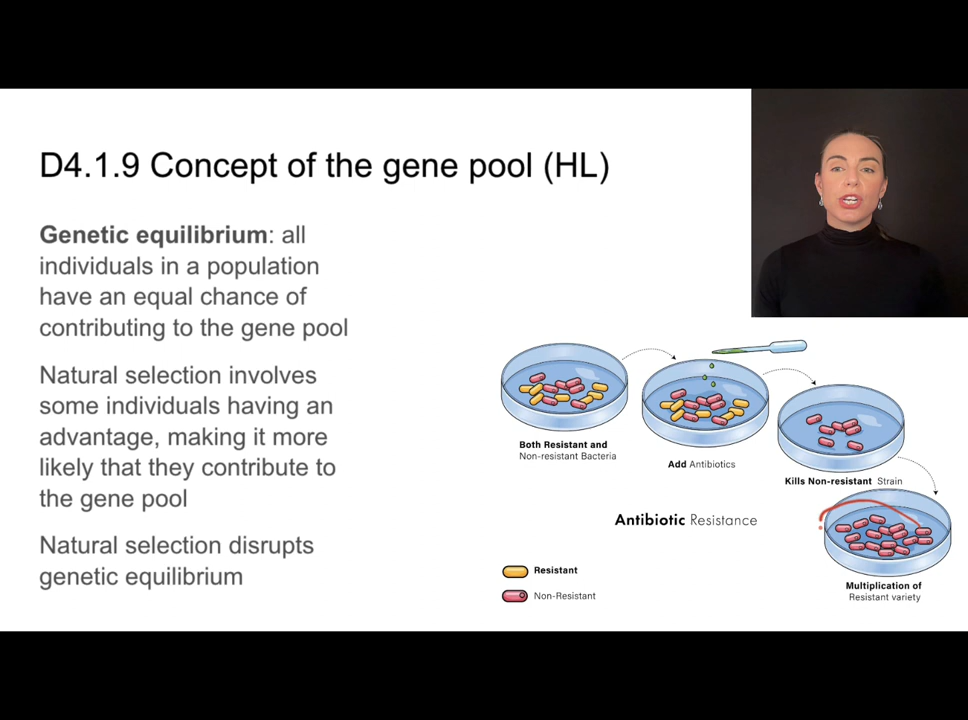 D4.1.9 Concept of the gene pool (HL)
Genetic equilibrium: all
individuals in a population
have an equal chance of
contributing to the gene pool
Natural selection involves
some individuals having an
advantage, making it more
likely that they contribute to
the gene pool
Natural selection disrupts
genetic equilibrium
Both Resistant and
Non-resistant Bacteria
Add Antibiotics
Kills Non-resistant Strain
Antibiotic Resistance
Resistant
Non-Resistant
Multiplication of
Resistant variety